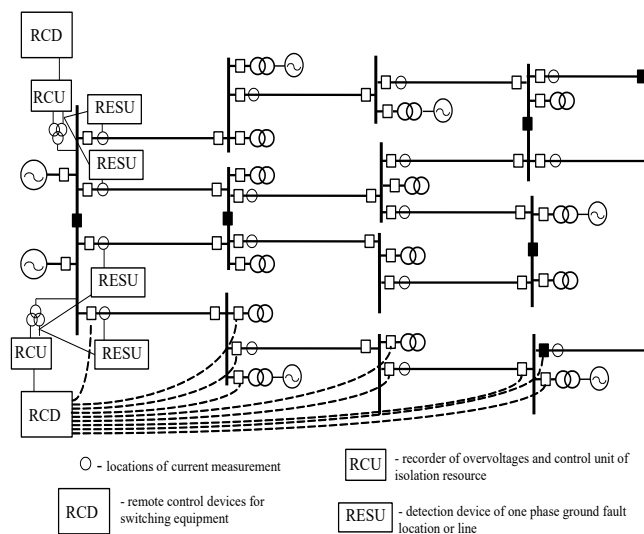 RCD
RCU
RESU
RESU
RESU
RCU
RESU
RCD
- locations of current measurement
RCU
- recorder of overvoltages and control unit of
isolation resource
RCD
- remote control devices for
switching equipment
RESU
- detection device of one phase ground fault
location or line